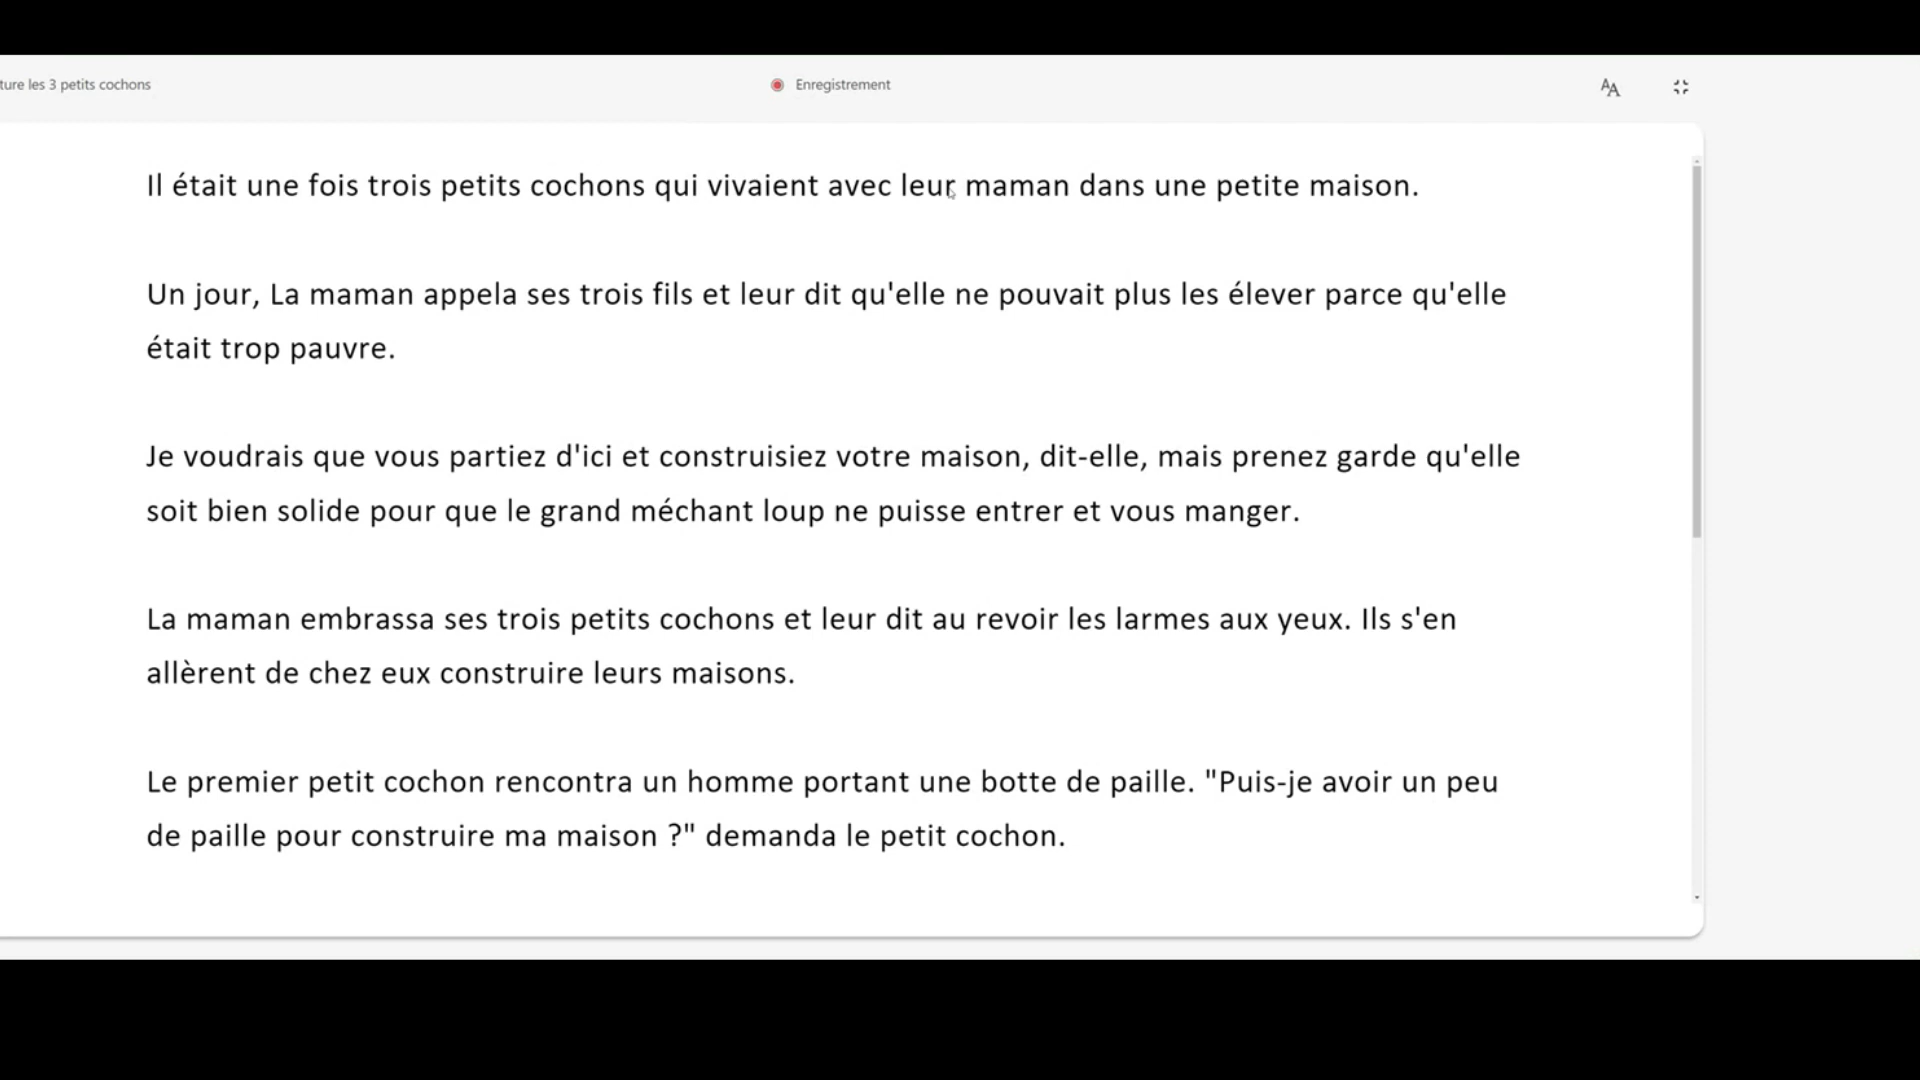 ture les 3 petits cochons
Enregistrement
Il était une fois trois petits cochons qui vivaient avec leur maman dans une petite maison.
Un jour, La maman appela ses trois fils et leur dit qu'elle ne pouvait plus les élever parce qu'elle
était trop pauvre.
Je voudrais que vous partiez d'ici et construisiez votre maison, dit-elle, mais prenez garde qu'elle
soit bien solide pour que le grand méchant loup ne puisse entrer et vous manger.
La maman embrassa ses trois petits cochons et leur dit au revoir les larmes aux yeux. Ils s'en
allèrent de chez eux construire leurs maisons.
Le premier petit cochon rencontra un homme portant une botte de paille. "Puis-je avoir un peu
de paille pour construire ma maison ?" demanda le petit cochon.